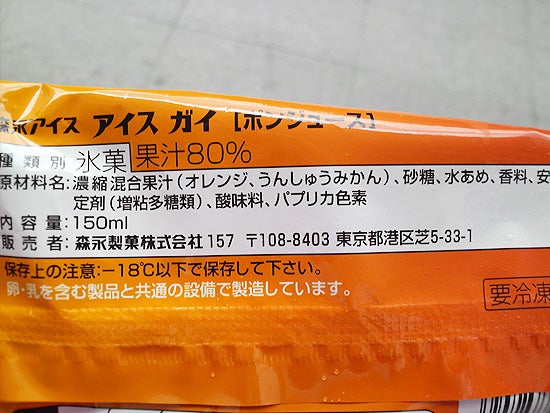 森永アイス アイス ガイ [ポンジュース]
種類別 氷菓 果汁80%
原材料名:濃縮混合果汁(オレンジ、うんしゅうみかん)、砂糖、水あめ、香料、安
定剤(増粘多糖類)、酸味料、パプリカ色素
内容量:150ml
販売者:森永製菓株式会社157 〒108-8403 東京都港区芝5-33-1
保存上の注意:−18℃以下で保存して下さい。
卵・乳を含む製品と共通の設備で製造しています。
要冷凍